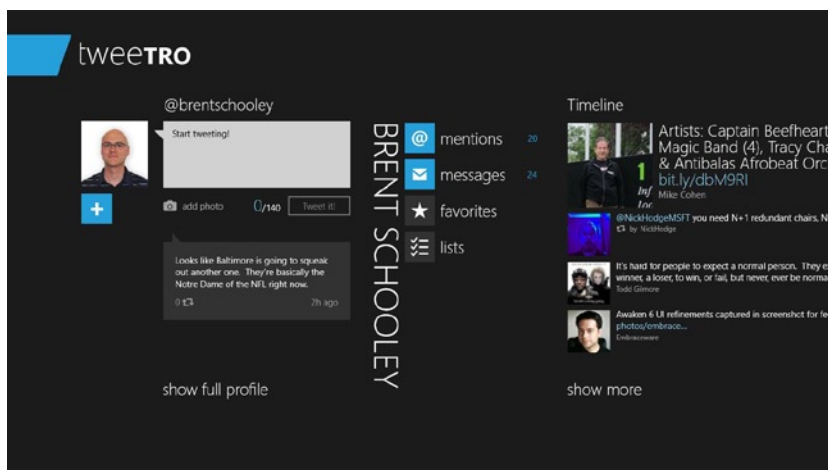 tweeTRO
@brentschooley
Start tweeting!
add photo
0/140
Tweet it!
Looks like Baltimore is going to squeak
out another one. They're basically the
Notre Dame of the NFL right now.
0
2h ago
show full profile
BRENT SCHOOLEY
@ mentions 20
messages 24
favorites
lists
Timeline
Artists: Captain Beefheart
Magic Band (4), Tracy Cha
& Antibalas Afrobeat Orc
bit.ly/dbM9RI
Mike Cohen
1
Inf
@NickHodgeMSFT you need N+1 redundant chairs, N
by NickHodge
It's hard for people to expect a normal person. They ex
winner, a loser, to win, or fail, but never, ever be norma
Todd Gilmore
Awaken 6 UI refinements captured in screenshot for fe
photos/embrace...
Embraceware
show more